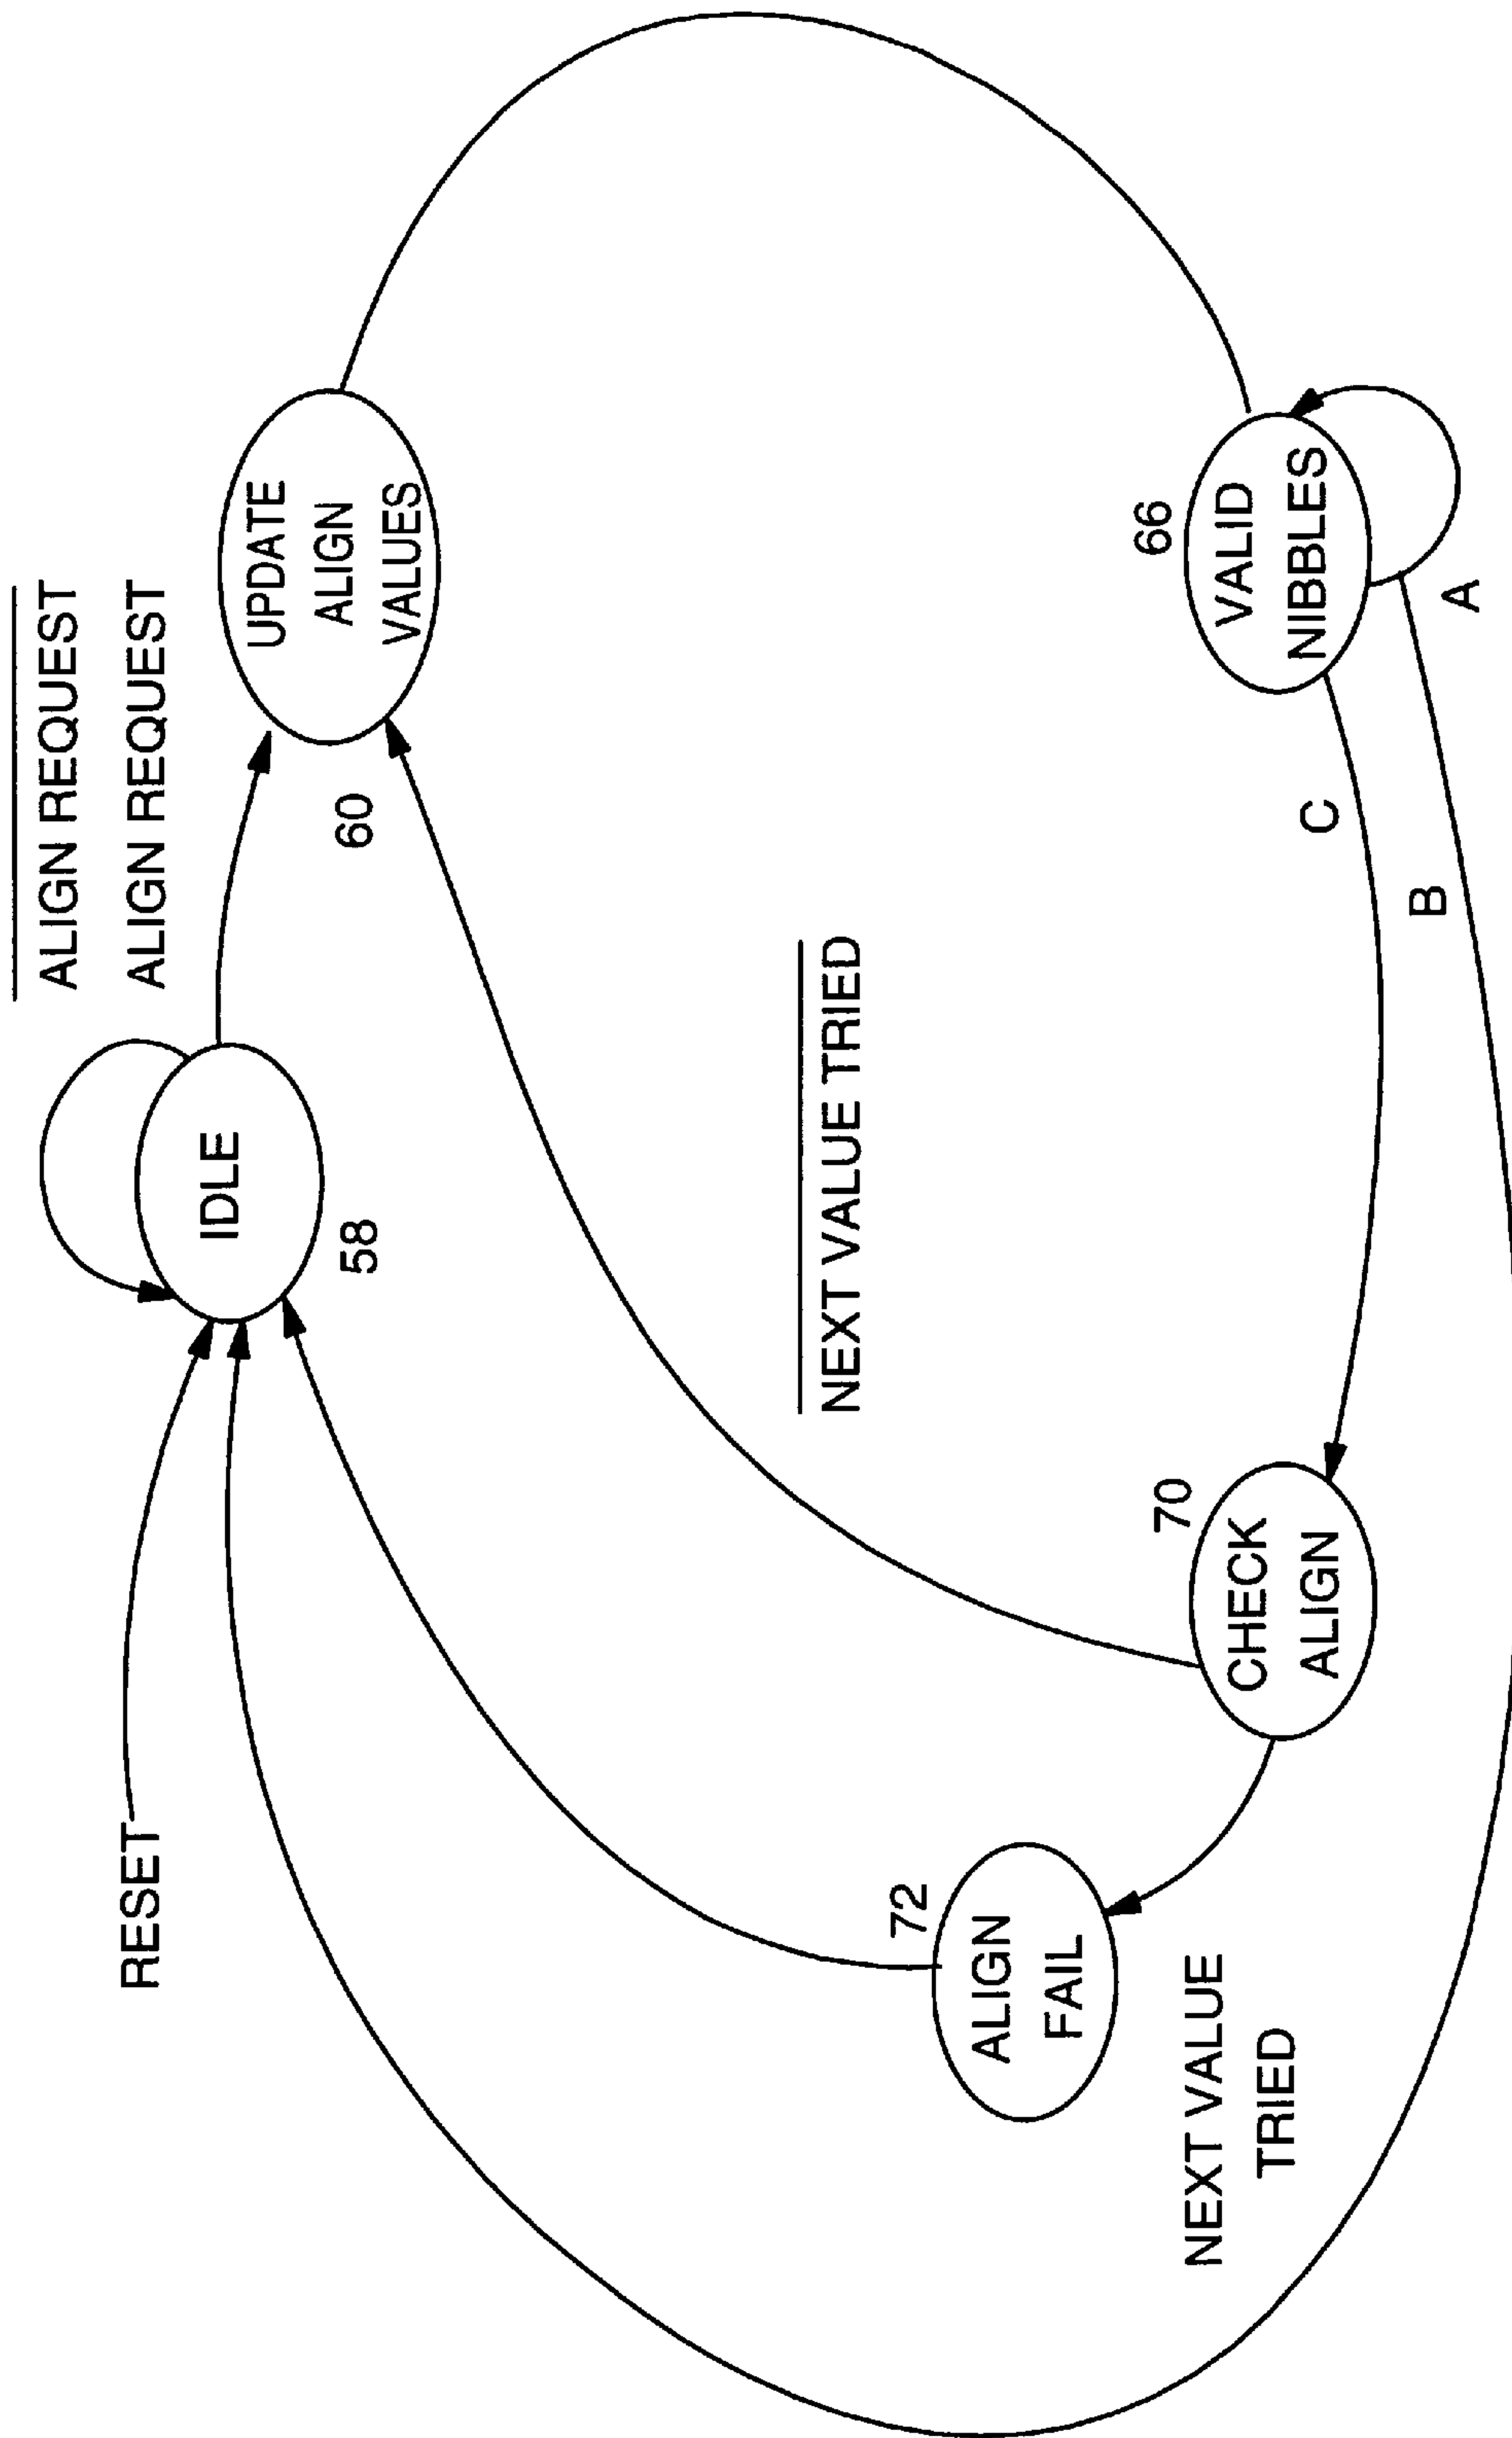 ALIGN REQUEST
RESET
ALIGN REQUEST
IDLE
58
UPDATE
ALIGN
VALUES
60
NEXT VALUE TRIED
72
ALIGN
FAIL
NEXT VALUE
TRIED
70
CHECK
ALIGN
66
VALID
NIBBLES
C
B
A